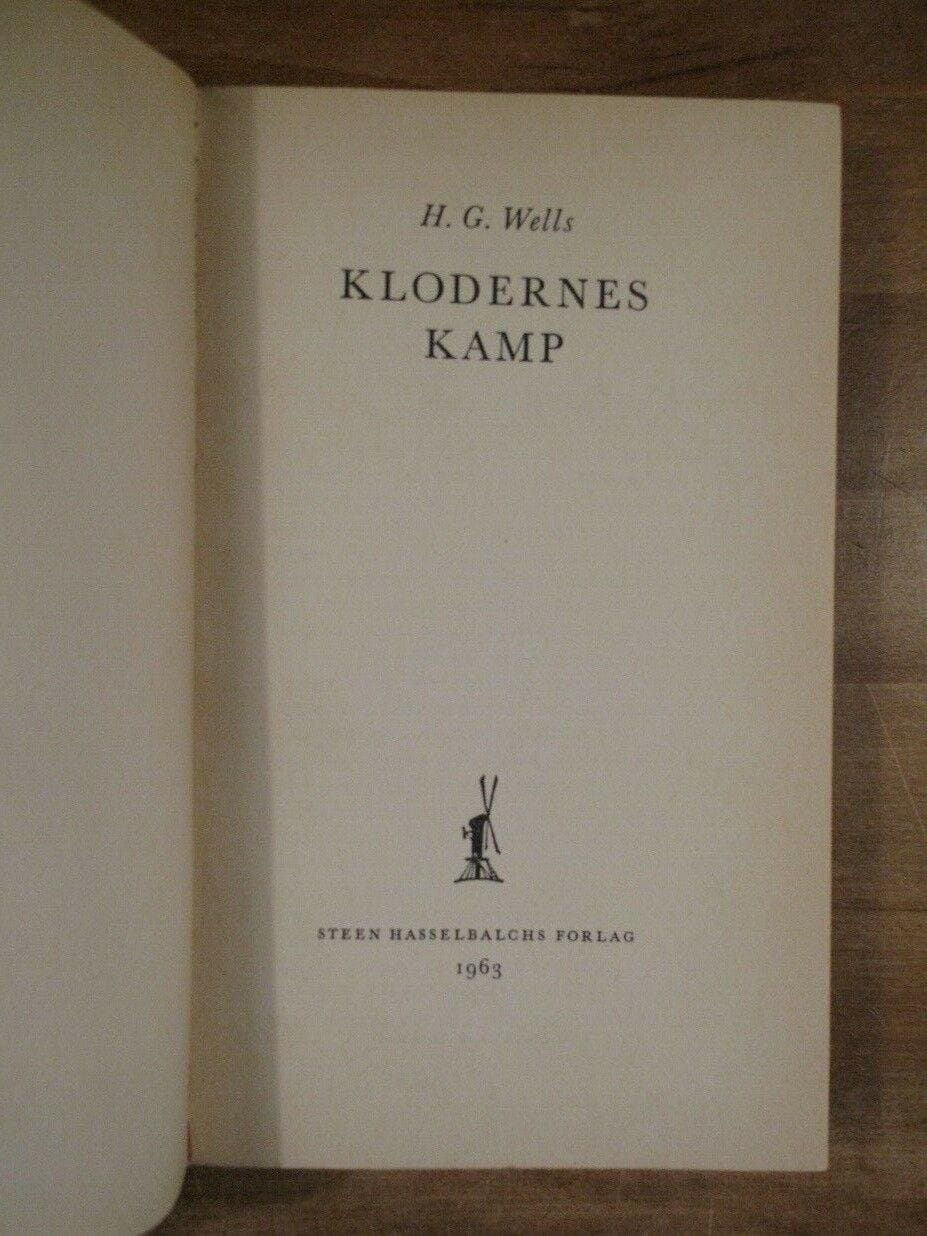 H. G. Wells
KLODERNES
KAMP
STEEN HASSELBALCHS FORLAG
1963